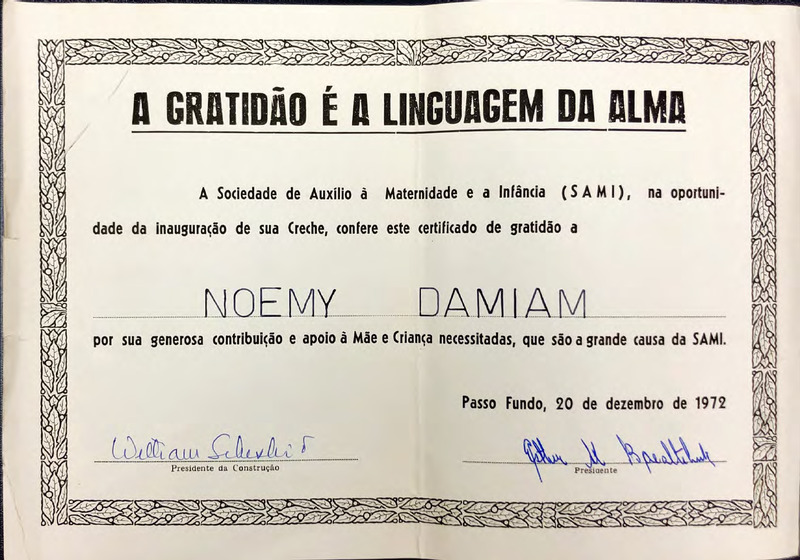 A GRATIDÃO É A LINGUAGEM DA ALMA
A Sociedade de Auxílio à Maternidade e a Infância (SAMI), na oportuni-
dade da inauguração de sua Creche, confere este certificado de gratidão a
NOEMY DAMIAM
por sua generosa contribuição e apoio à Mãe e Criança necessitadas, que são a grande causa da SAMI.
Passo Fundo, 20 de dezembro de 1972
William
Presidente da Construção
Presidente